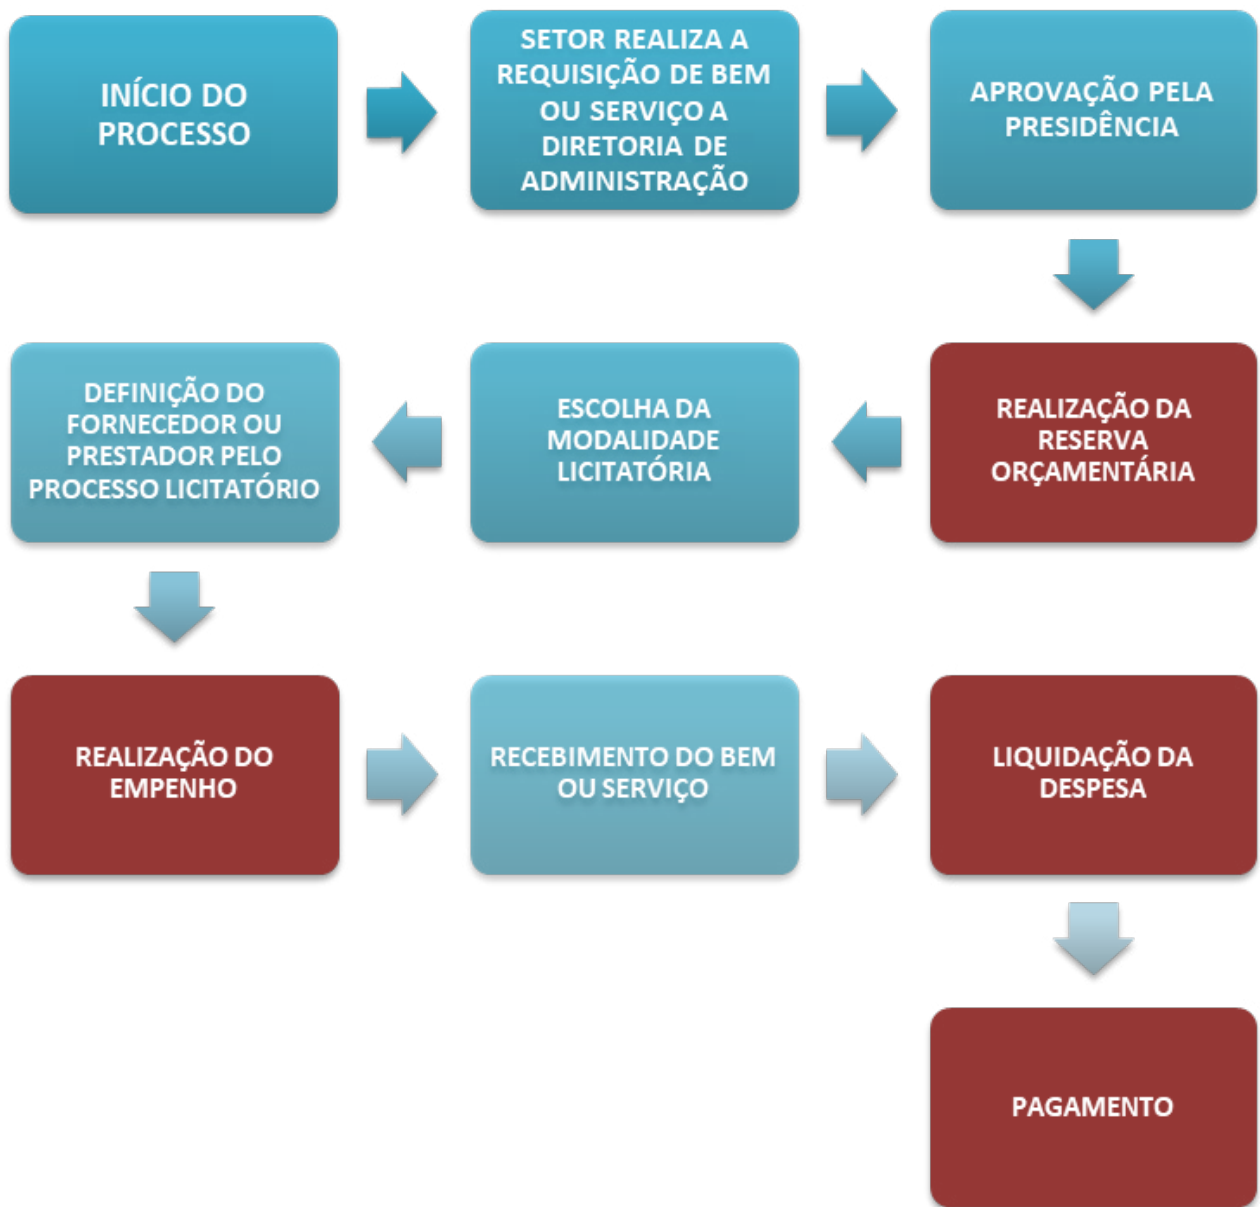 INÍCIO DO
PROCESSO
SETOR REALIZA A
REQUISIÇÃO DE BEM
OU SERVIÇO A
DIRETORIA DE
ADMINISTRAÇÃO
APROVAÇÃO PELA
PRESIDÊNCIA
REALIZAÇÃO DA
RESERVA
ORÇAMENTÁRIA
ESCOLHA DA
MODALIDADE
LICITATÓRIA
DEFINIÇÃO DO
FORNECEDOR OU
PRESTADOR PELO
PROCESSO LICITATÓRIO
REALIZAÇÃO DO
EMPENHO
RECEBIMENTO DO BEM
OU SERVIÇO
LIQUIDAÇÃO DA
DESPESA
PAGAMENTO